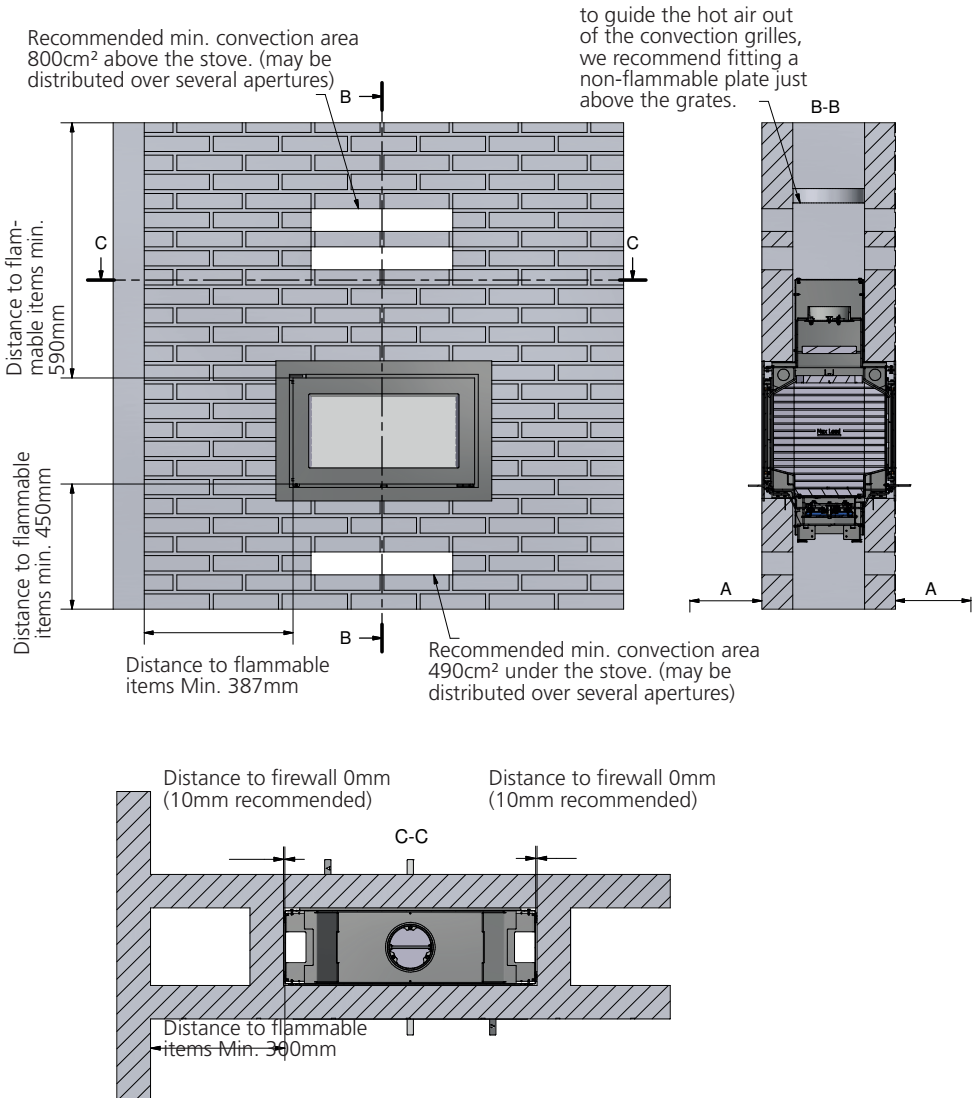 Recommended min. convection area
800cm² above the stove. (may be
distributed over several apertures)
to guide the hot air out
of the convection grilles,
we recommend fitting a
non-flammable plate just
above the grates.
B
B-B
C
C
Distance to flam-
mable items min.
590mm
Distance to flammable
items min. 450mm
A
A
B
Distance to flammable
items Min. 387mm
Recommended min. convection area
490cm² under the stove. (may be
distributed over several apertures)
Distance to firewall 0mm
(10mm recommended)
Distance to firewall 0mm
(10mm recommended)
C-C
Distance to flammable
items Min. 300mm